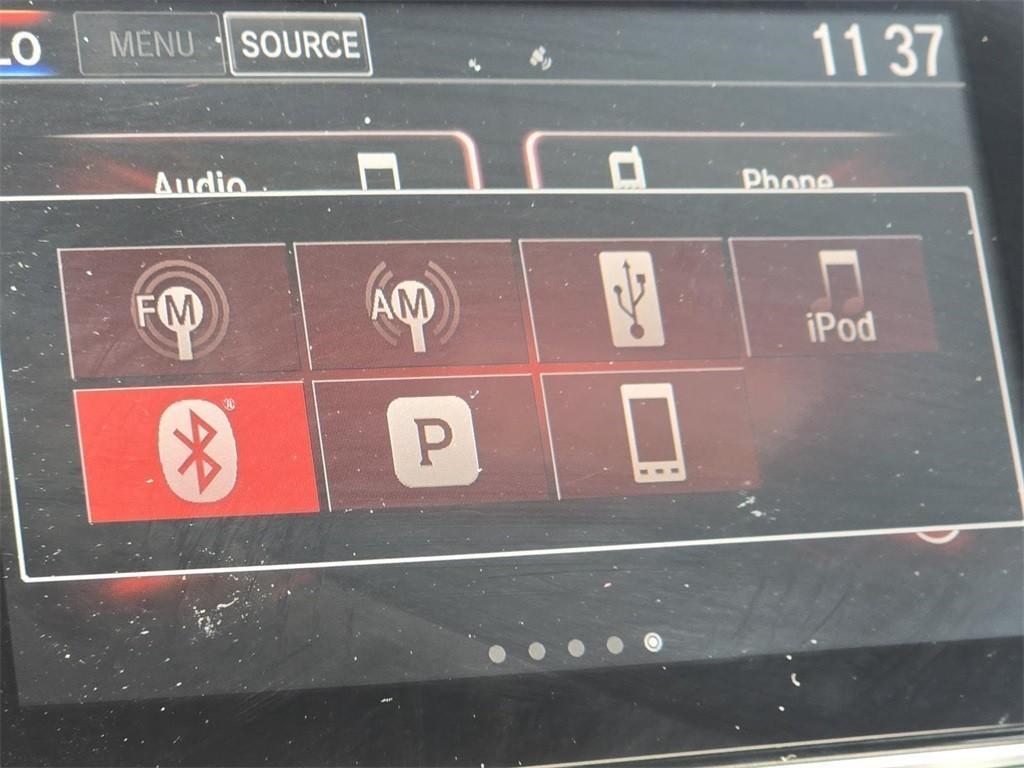 LO MENU SOURCE 11 37
Audio Phone
FM AM iPod
P